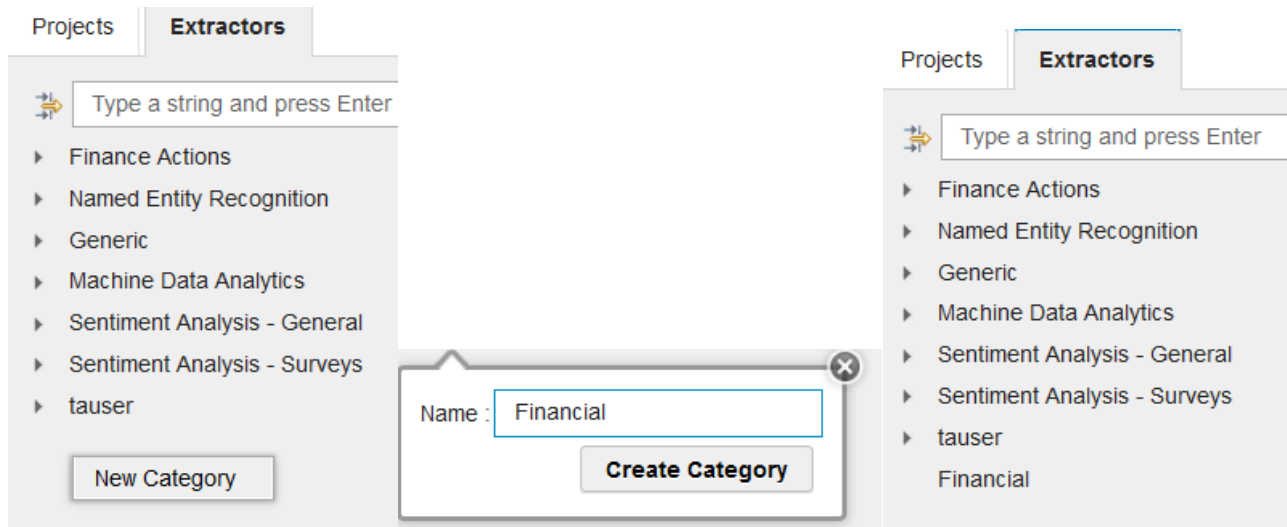 Projects Extractors
Type a string and press Enter
Finance Actions
Named Entity Recognition
Generic
Machine Data Analytics
Sentiment Analysis - General
Sentiment Analysis - Surveys
tauser
New Category
Name : Financial
Create Category
Projects Extractors
Type a string and press Enter
Finance Actions
Named Entity Recognition
Generic
Machine Data Analytics
Sentiment Analysis - General
Sentiment Analysis - Surveys
tauser
Financial